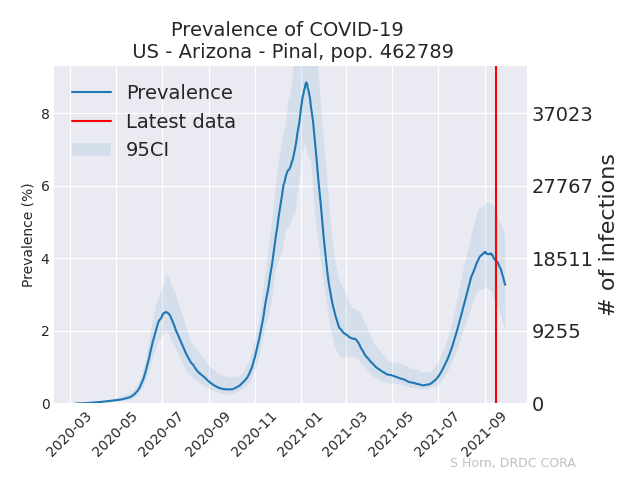 Prevalence of COVID-19
US - Arizona - Pinal, pop. 462789
Prevalence
Latest data
95CI
Prevalence (%)
8
6
4
2
0
37023
27767
18511
9255
0
# of infections
2020-03
2020-05
2020-07
2020-09
2020-11
2021-01
2021-03
2021-05
2021-07
2021-09
S Horn, DRDC CORA